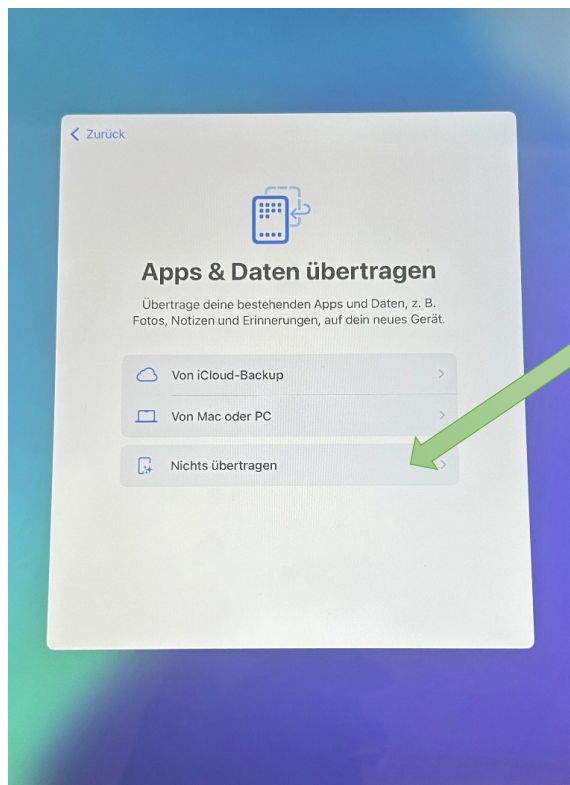 Zurück
Apps & Daten übertragen
Übertrage deine bestehenden Apps und Daten, z. B.
Fotos, Notizen und Erinnerungen, auf dein neues Gerät.
Von iCloud-Backup
Von Mac oder PC
Nichts übertragen